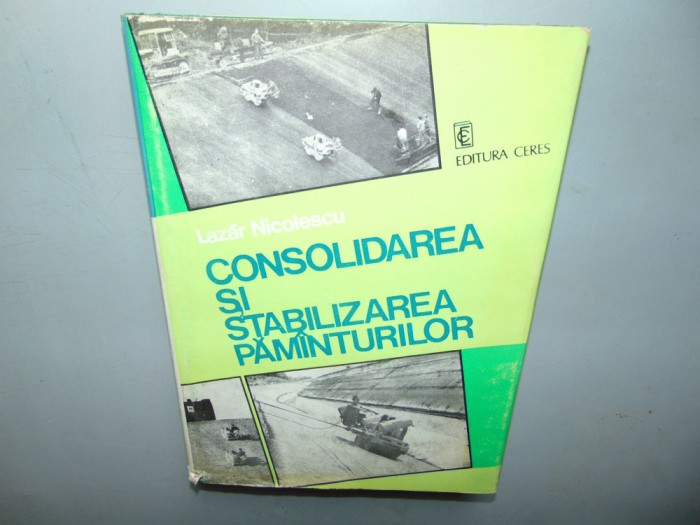 EDITURA CERES
Lazăr Nicolescu
CONSOLIDAREA
ȘI
STABILIZAREA
PĂMÎNTURILOR